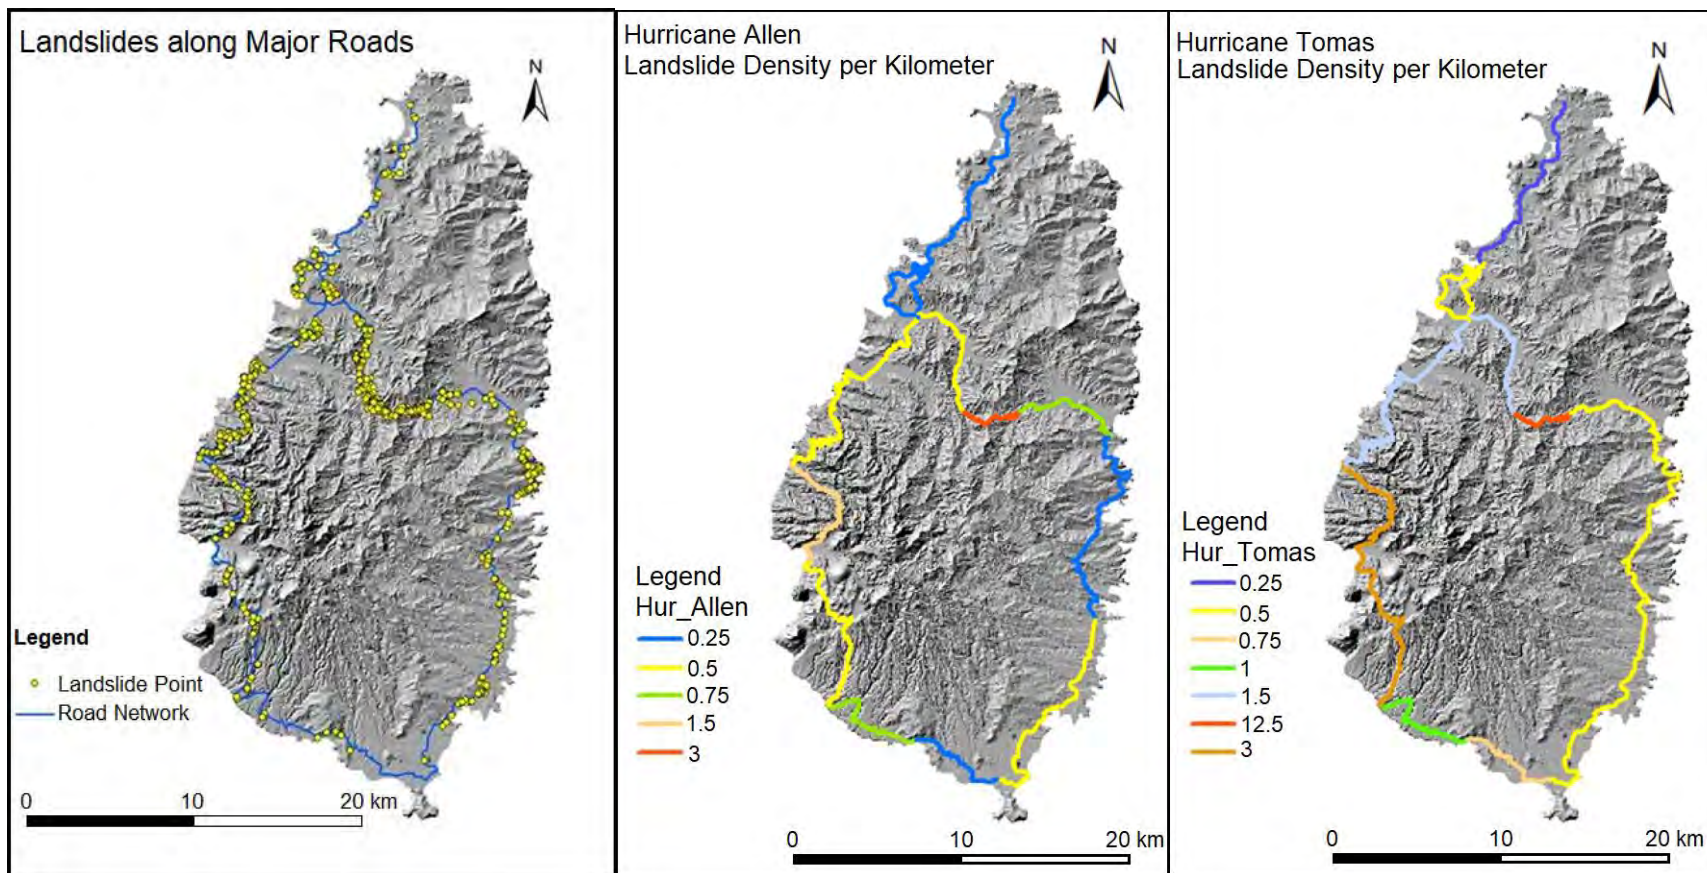 Landslides along Major Roads
N
Legend
Landslide Point
Road Network
0 10 20 km
Hurricane Allen
Landslide Density per Kilometer
N
Legend
Hur_Allen
0.25
0.5
0.75
1.5
3
0 10 20 km
Hurricane Tomas
Landslide Density per Kilometer
N
Legend
Hur_Tomas
0.25
0.5
0.75
1
1.5
12.5
3
0 10 20 km